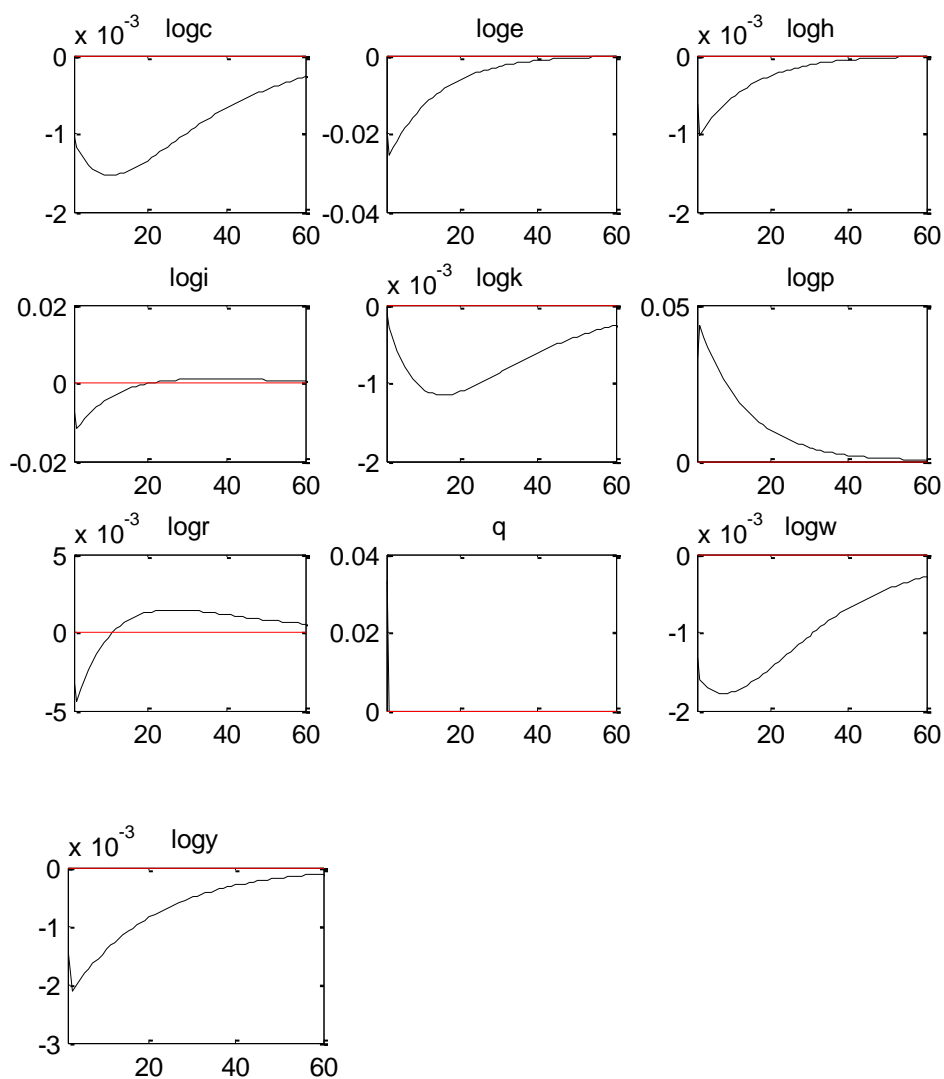 x 10^-3 logc
loge
x 10^-3 logh
0
-1
-2
20 40 60
0
-0.02
-0.04
20 40 60
0
-1
-2
20 40 60
logi
x 10^-3 logk
logp
0.02
0
-0.02
20 40 60
0
-1
-2
20 40 60
0.05
0
20 40 60
x 10^-3 logr
q
x 10^-3 logw
5
0
-5
20 40 60
0.04
0.02
0
20 40 60
0
-1
-2
20 40 60
x 10^-3 logy
0
-1
-2
-3
20 40 60